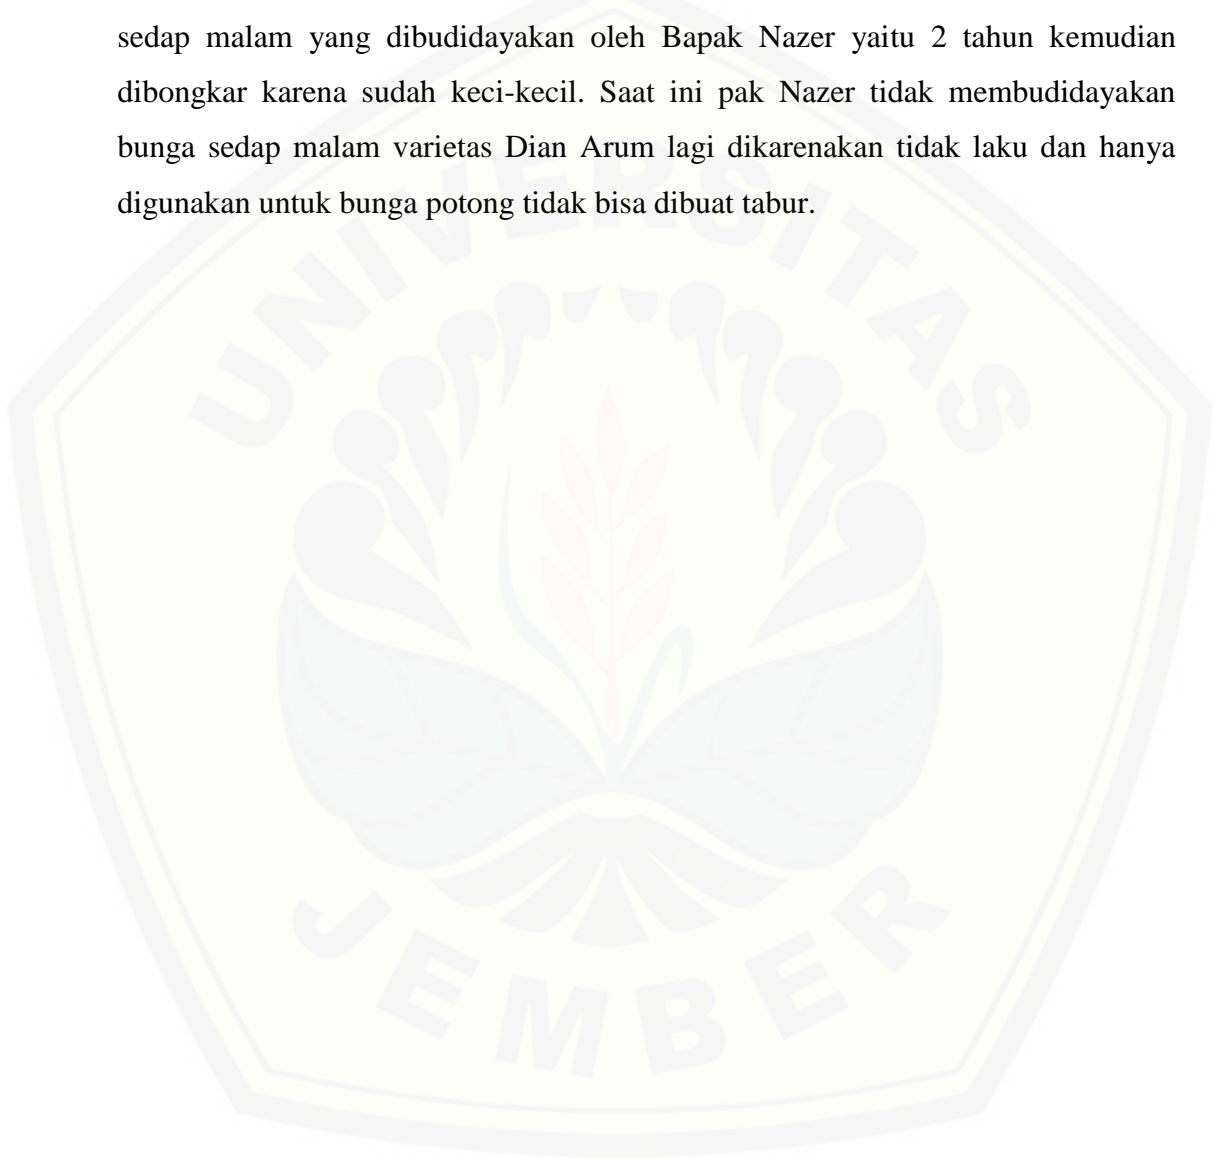 sedap malam yang dibudidayakan oleh Bapak Nazer yaitu 2 tahun kemudian
dibongkar karena sudah keci-kecil. Saat ini pak Nazer tidak membudidayakan
bunga sedap malam varietas Dian Arum lagi dikarenakan tidak laku dan hanya
digunakan untuk bunga potong tidak bisa dibuat tabur.
UNIVERSITAS
JEMBER